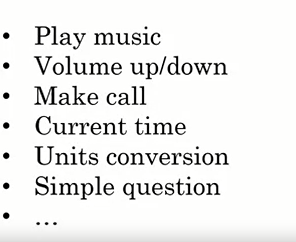 • Play music
• Volume up/down
• Make call
• Current time
• Units conversion
• Simple question
• ...